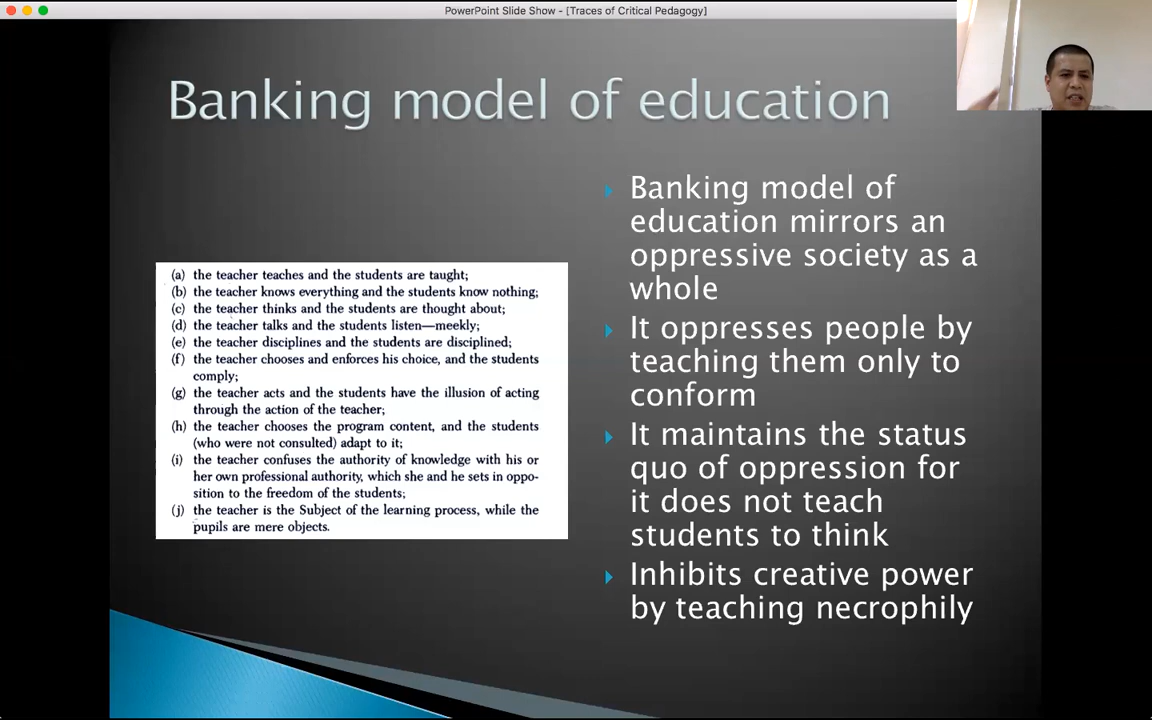 PowerPoint Slide Show - [Traces of Critical Pedagogy]
Banking model of education
(a) the teacher teaches and the students are taught;
(b) the teacher knows everything and the students know nothing;
(c) the teacher thinks and the students are thought about;
(d) the teacher talks and the students listen—meekly;
(e) the teacher disciplines and the students are disciplined;
(f) the teacher chooses and enforces his choice, and the students
comply;
(g) the teacher acts and the students have the illusion of acting
through the action of the teacher;
(h) the teacher chooses the program content, and the students
(who were not consulted) adapt to it;
(i) the teacher confuses the authority of knowledge with his or
her own professional authority, which she and he sets in oppo-
sition to the freedom of the students;
(j) the teacher is the Subject of the learning process, while the
pupils are mere objects.
Banking model of
education mirrors an
oppressive society as a
whole
It oppresses people by
teaching them only to
conform
It maintains the status
quo of oppression for
it does not teach
students to think
Inhibits creative power
by teaching necrophily